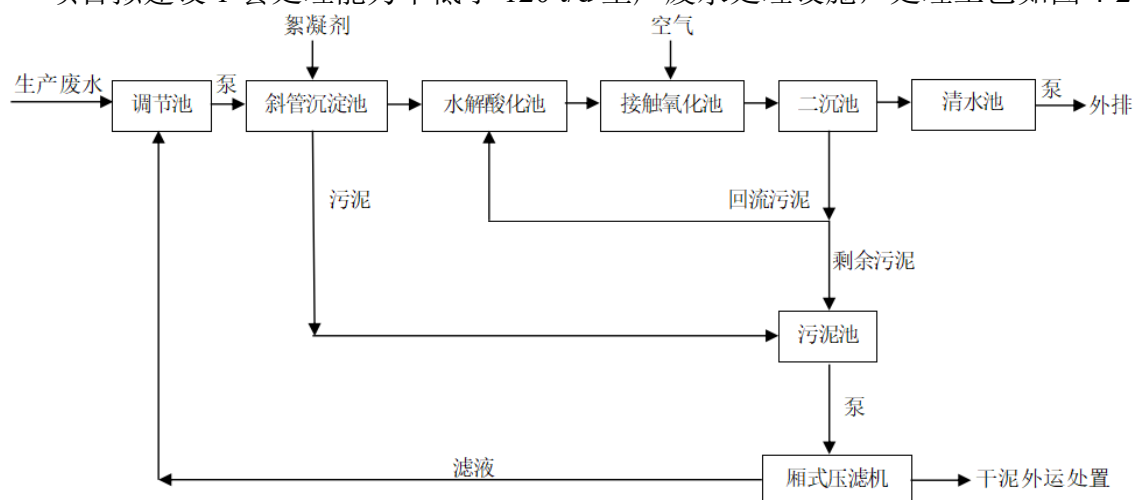 絮凝剂
空气
生产废水
泵
调节池
斜管沉淀池
水解酸化池
接触氧化池
二沉池
清水池
泵
外排
污泥
回流污泥
剩余污泥
污泥池
泵
滤液
厢式压滤机
干泥外运处置